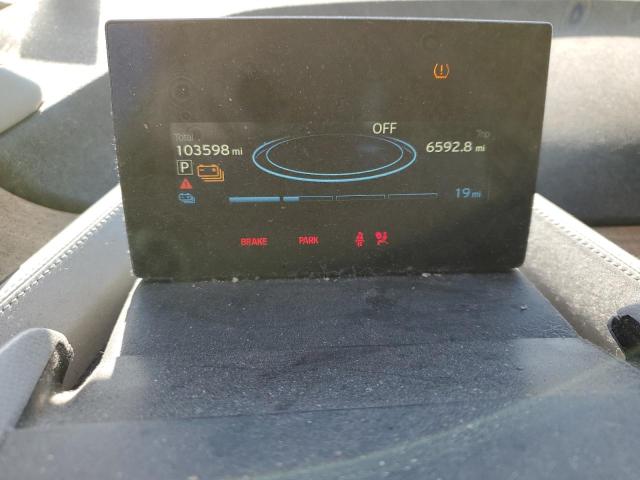 OFF
Total Trip
103598 mi 6592.8 mi
P
19 mi
BRAKE PARK